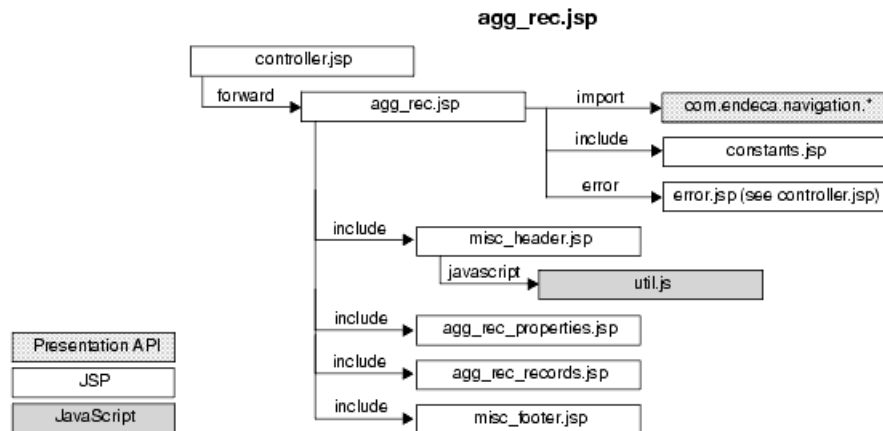 agg_rec.jsp
controller.jsp
forward
agg_rec.jsp
import
com.endeca.navigation.*
include
constants.jsp
error
error.jsp (see controller.jsp)
include
misc_header.jsp
javascript
util.js
include
agg_rec_properties.jsp
include
agg_rec_records.jsp
include
misc_footer.jsp
Presentation API
JSP
JavaScript